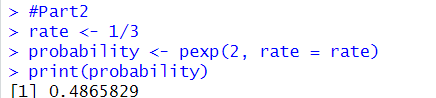 > #Part2
> rate <- 1/3
> probability <- pexp(2, rate = rate)
> print(probability)
[1] 0.4865829